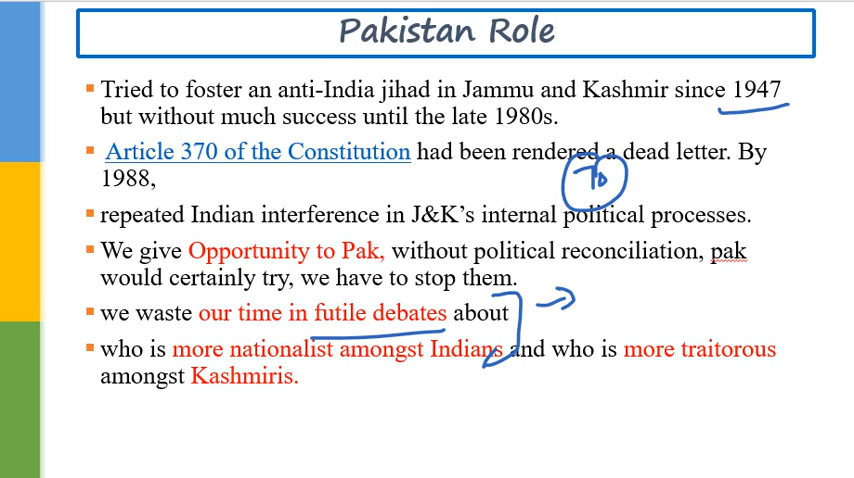 Pakistan Role
▪ Tried to foster an anti-India jihad in Jammu and Kashmir since 1947
but without much success until the late 1980s.
▪ Article 370 of the Constitution had been rendered a dead letter. By
1988,
▪ repeated Indian interference in J&K’s internal political processes.
▪ We give Opportunity to Pak, without political reconciliation, pak
would certainly try, we have to stop them.
▪ we waste our time in futile debates about
▪ who is more nationalist amongst Indians and who is more traitorous
amongst Kashmiris.